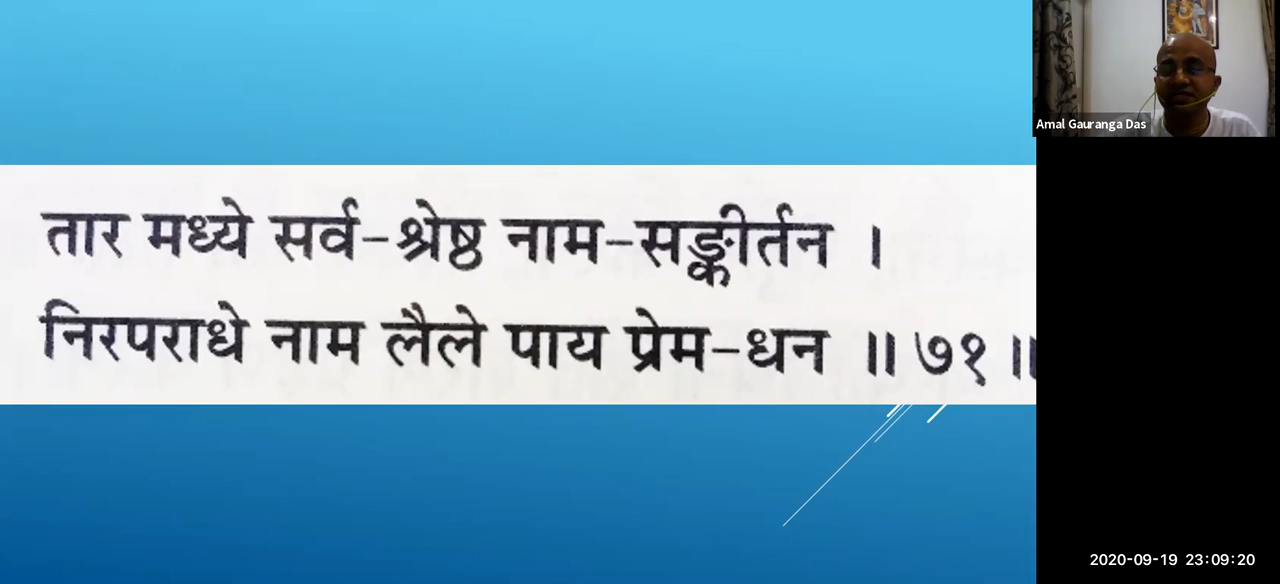 तार मध्ये सर्व-श्रेष्ठ नाम-सङ्कीर्तन ।
निरपराधे नाम लैले पाय प्रेम-धन ॥ ७१ ॥
Amal Gauranga Das
2020-09-19 23:09:20